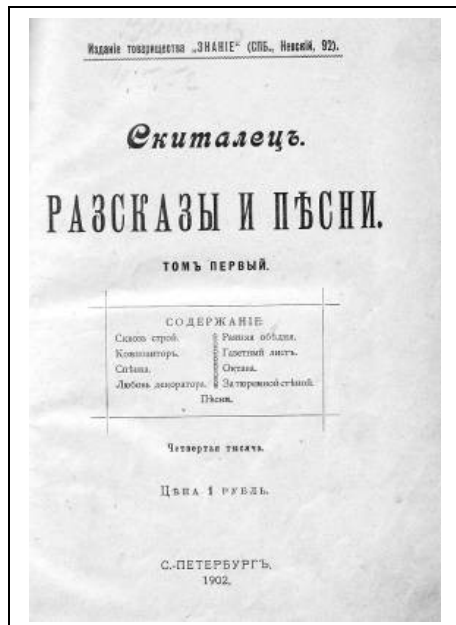 Изданіе товарищества „ЗНАНІЕ“ (СПБ., Невскій, 92).
Скиталецъ.
РАЗСКАЗЫ И ПѢСНИ.
ТОМЪ ПЕРВЫЙ.
СОДЕРЖАНІЕ
Сквозь строй. Ранняя обѣдня.
Композиторъ. Газетный листъ.
Спѣвка. Октава.
Любовь декоратора. За тюремной стѣной.
Пѣсни.
Четвертая тысяча.
ЦѢНА 1 РУБЛЬ.
С.-ПЕТЕРБУРГЪ.
1902.